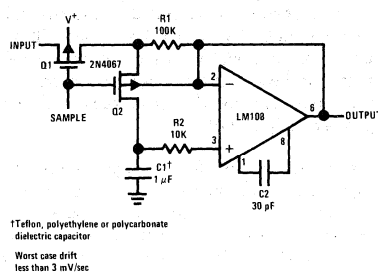 V+
R1
100K
INPUT
2N4067
Q1
2
6
SAMPLE
Q2
LM108
OUTPUT
R2
10K
3
8
1
C1†
1 μF
C2
30 pF
†Teflon, polyethylene or polycarbonate
dielectric capacitor
Worst case drift
less than 3 mV/sec